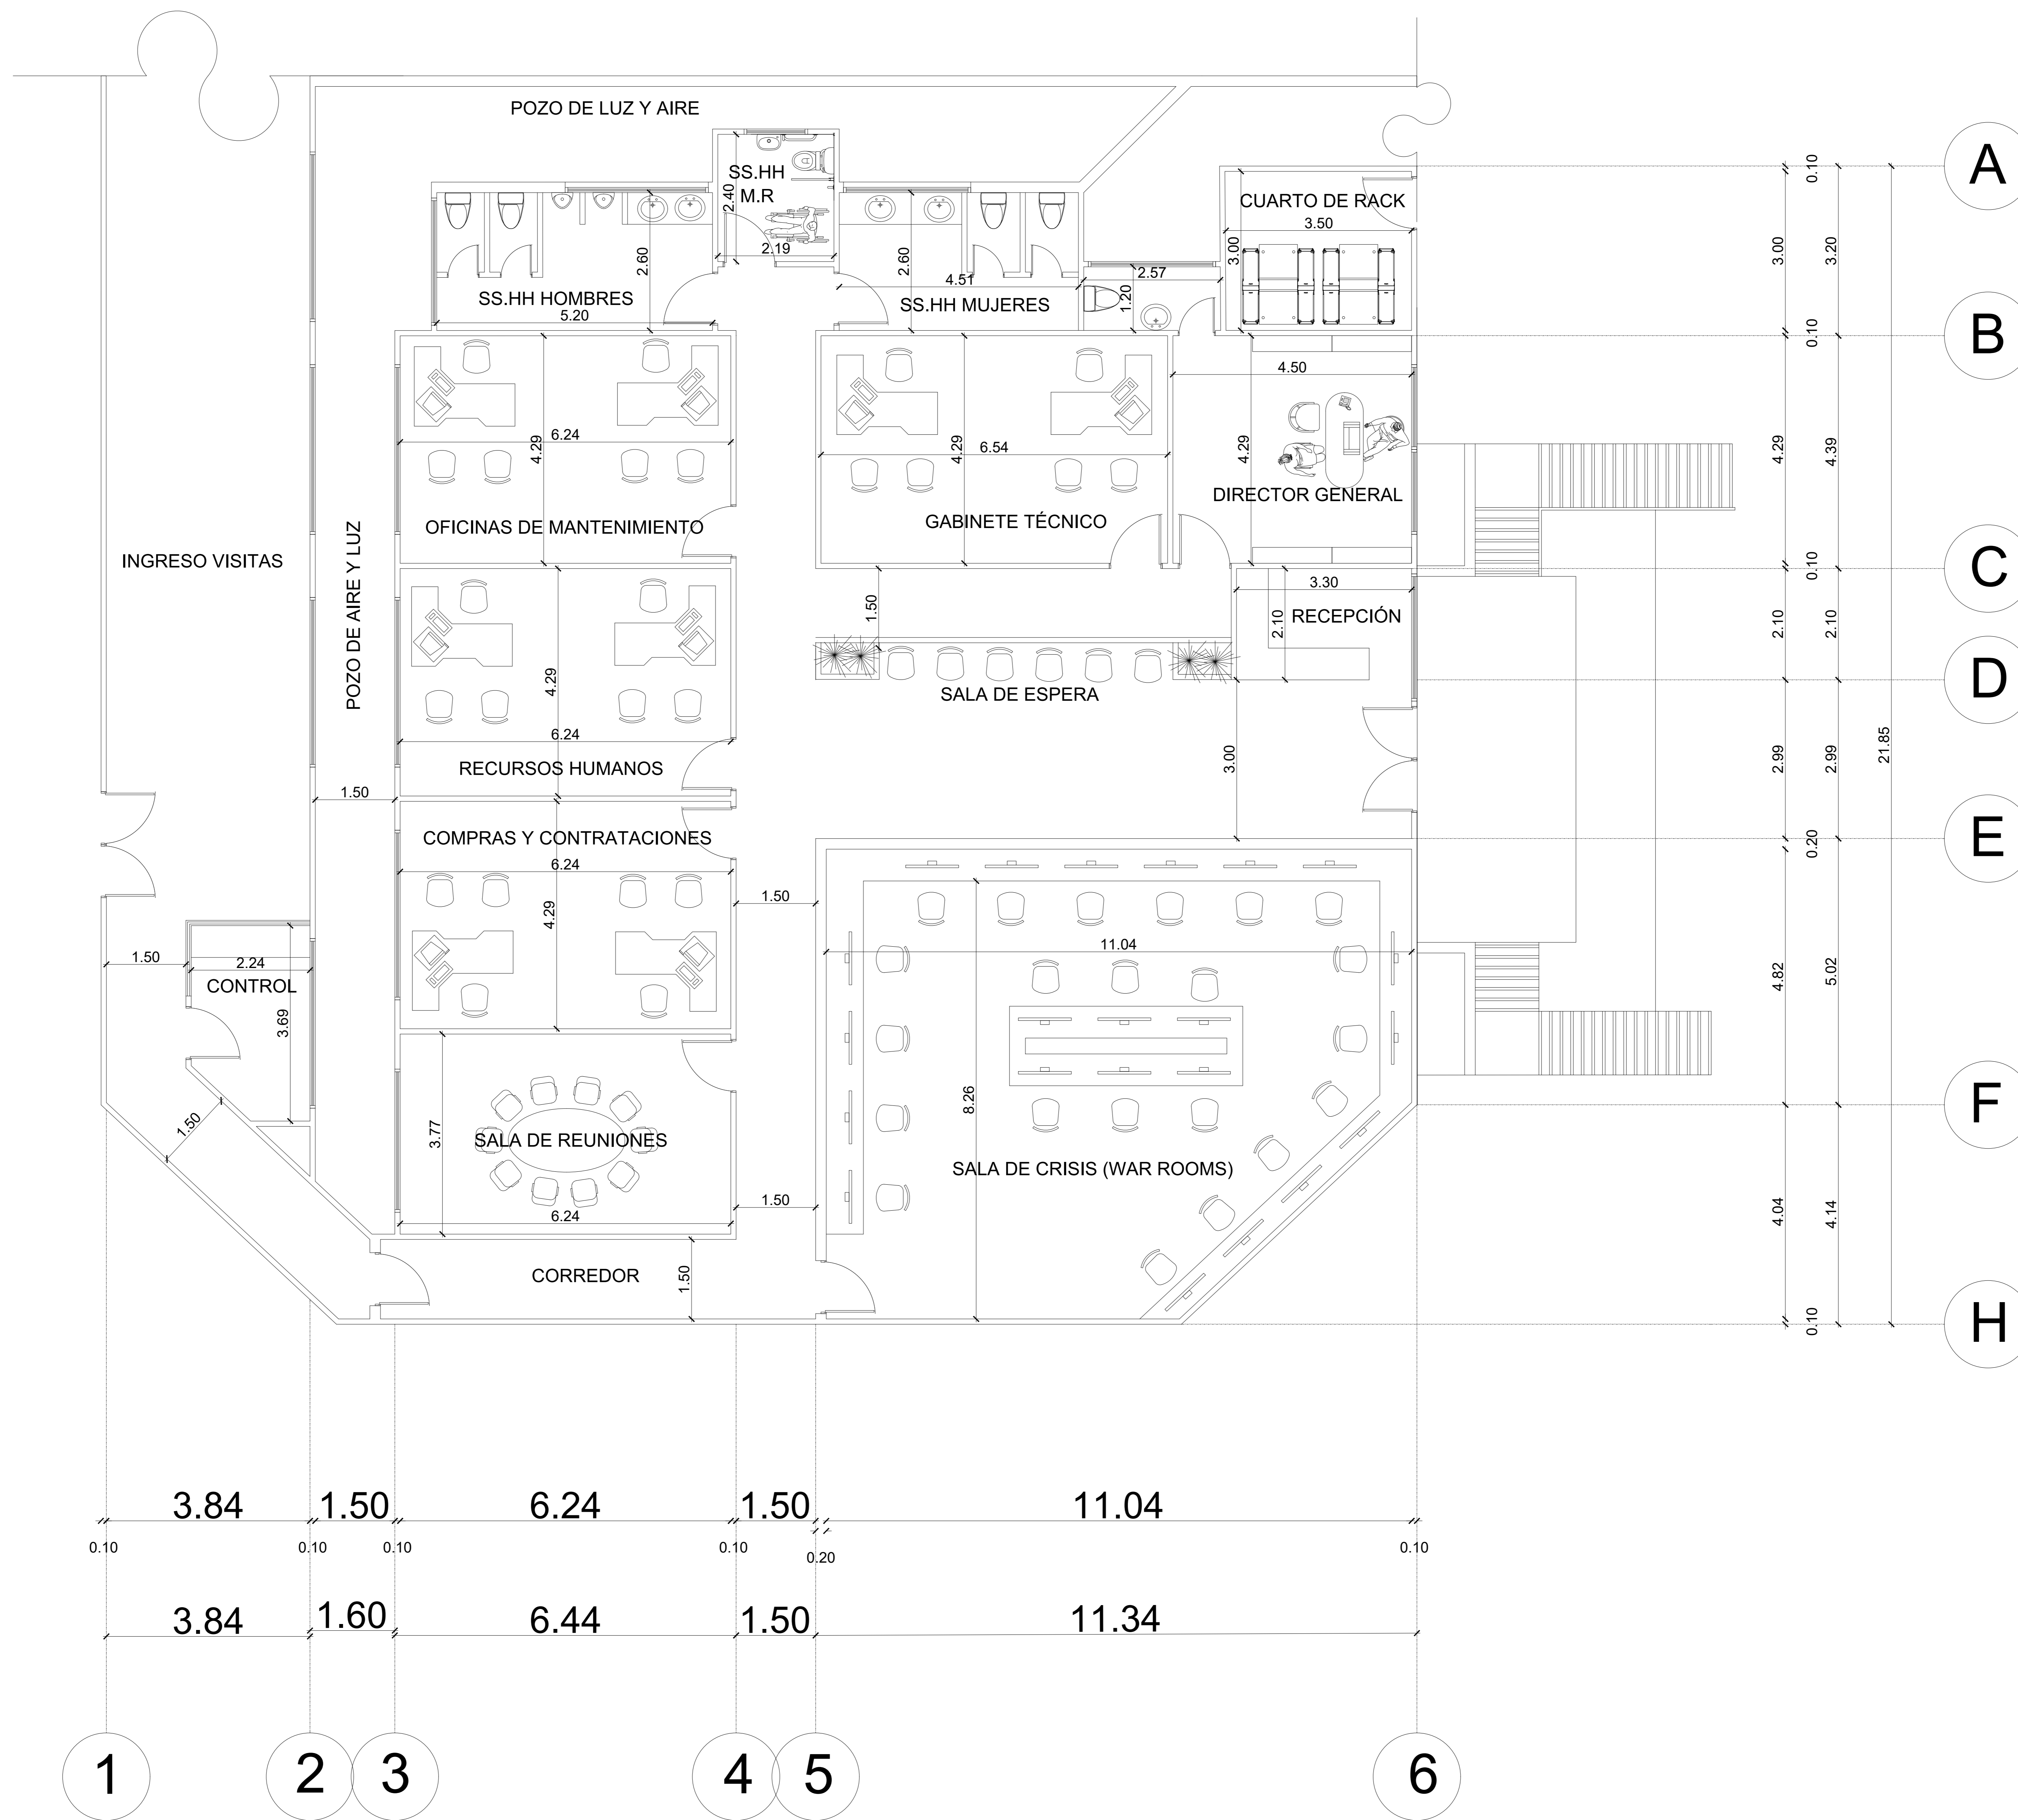 POZO DE LUZ Y AIRE
A
0.10
SS.HH
M.R
2.40
2.19
CUARTO DE RACK
3.50
3.00
3.00
3.20
2.60
SS.HH HOMBRES
5.20
2.60
4.51
SS.HH MUJERES
2.57
1.20
B
0.10
6.24
4.29
OFICINAS DE MANTENIMIENTO
6.54
4.29
GABINETE TÉCNICO
4.50
4.29
DIRECTOR GENERAL
4.29
4.39
INGRESO VISITAS
POZO DE AIRE Y LUZ
C
0.10
1.50
3.30
2.10
RECEPCIÓN
2.10
2.10
4.29
6.24
RECURSOS HUMANOS
SALA DE ESPERA
D
3.00
2.99
2.99
21.85
1.50
COMPRAS Y CONTRATACIONES
6.24
4.29
E
0.20
1.50
11.04
1.50
2.24
CONTROL
3.69
4.82
5.02
8.26
1.50
3.77
SALA DE REUNIONES
6.24
SALA DE CRISIS (WAR ROOMS)
F
1.50
4.04
4.14
CORREDOR
1.50
0.10
H
3.84
1.50
6.24
1.50
11.04
0.10
0.10
0.10
0.10
0.20
0.10
3.84
1.60
6.44
1.50
11.34
1
2
3
4
5
6